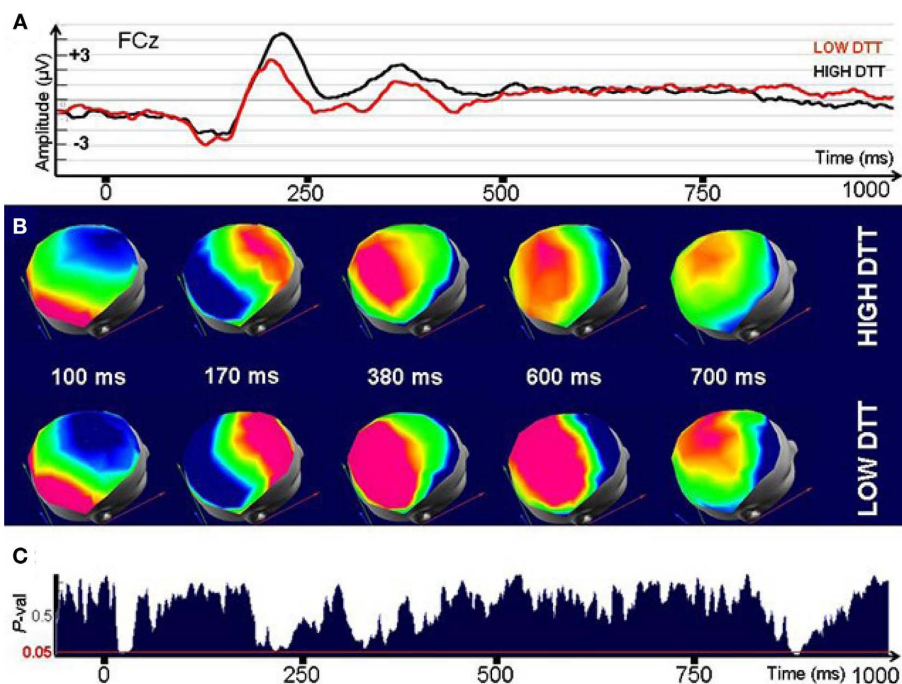 A
FCz
+3
LOW DTT
HIGH DTT
Amplitude (µV)
-3
Time (ms)
0 250 500 750 1000
B
HIGH DTT
100 ms 170 ms 380 ms 600 ms 700 ms
LOW DTT
C
P-val
0.5
0.05
0 250 500 750 Time (ms) 1000